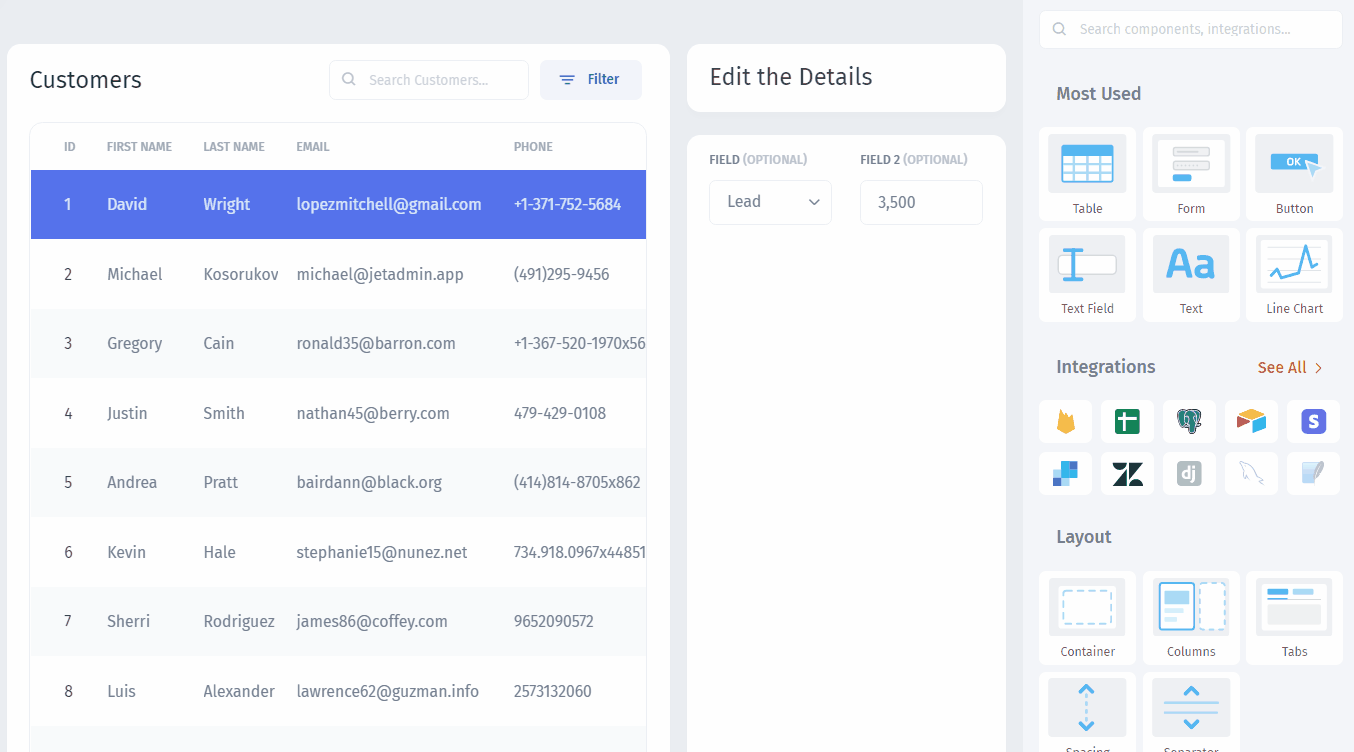 Customers
Search Customers...
Filter
ID FIRST NAME LAST NAME EMAIL PHONE
1 David Wright lopezmitchell@gmail.com +1-371-752-5684
2 Michael Kosorukov michael@jetadmin.app (491)295-9456
3 Gregory Cain ronald35@barron.com +1-367-520-1970x56
4 Justin Smith nathan45@berry.com 479-429-0108
5 Andrea Pratt bairdann@black.org (414)814-8705x862
6 Kevin Hale stephanie15@nunez.net 734.918.0967x44851
7 Sherri Rodriguez james86@coffey.com 9652090572
8 Luis Alexander lawrence62@guzman.info 2573132060
Edit the Details
FIELD (OPTIONAL) FIELD 2 (OPTIONAL)
Lead 3,500
Search components, integrations...
Most Used
OK
Table Form Button
Aa
Text Field Text Line Chart
Integrations See All
S
dj
Layout
Container Columns Tabs
Spacing Separator